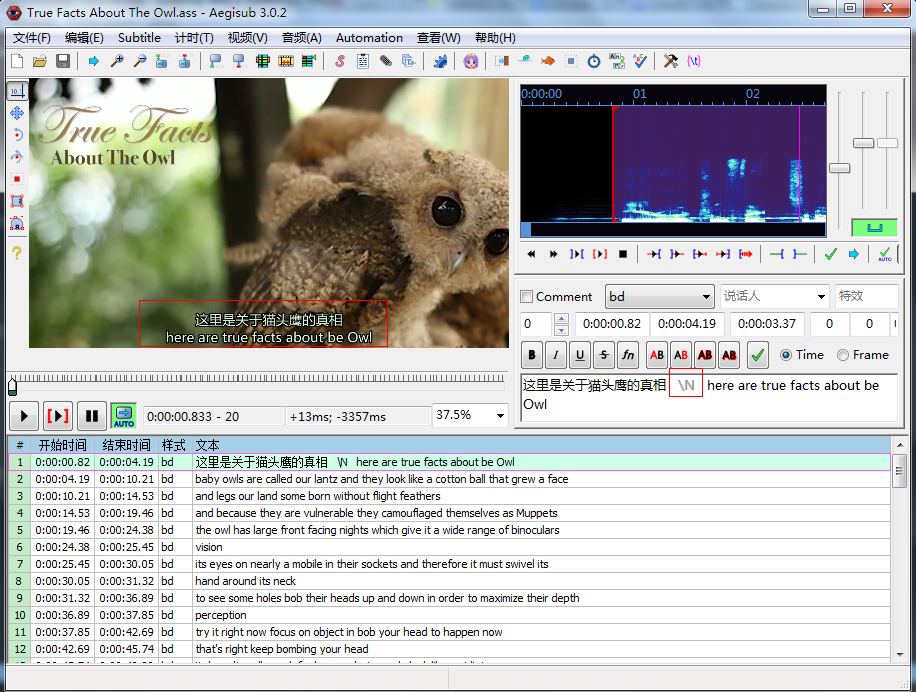 True Facts About The Owl.ass - Aegisub 3.0.2
文件(F) 编辑(E) Subtitle 计时(T) 视频(V) 音频(A) Automation 查看(W) 帮助(H)
True Facts
About The Owl
这里是关于猫头鹰的真相
here are true facts about be Owl
0:00:00 01 02
AUTO
Comment bd 说话人 特效
0 0:00:00.82 0:00:04.19 0:00:03.37 0 0
B I U S fn AB AB AB AB Time Frame
这里是关于猫头鹰的真相 \N here are true facts about be
Owl
AUTO 0:00:00.833 - 20 +13ms; -3357ms 37.5%
# 开始时间 结束时间 样式 文本
1 0:00:00.82 0:00:04.19 bd 这里是关于猫头鹰的真相 \N here are true facts about be Owl
2 0:00:04.19 0:00:10.21 bd baby owls are called our lantz and they look like a cotton ball that grew a face
3 0:00:10.21 0:00:14.53 bd and legs our land some born without flight feathers
4 0:00:14.53 0:00:19.46 bd and because they are vulnerable they camouflaged themselves as Muppets
5 0:00:19.46 0:00:24.38 bd the owl has large front facing nights which give it a wide range of binoculars
6 0:00:24.38 0:00:25.45 bd vision
7 0:00:25.45 0:00:30.05 bd its eyes on nearly a mobile in their sockets and therefore it must swivel its
8 0:00:30.05 0:00:31.32 bd hand around its neck
9 0:00:31.32 0:00:36.89 bd to see some holes bob their heads up and down in order to maximize their depth
10 0:00:36.89 0:00:37.85 bd perception
11 0:00:37.85 0:00:42.69 bd try it right now focus on object in bob your head to happen now
12 0:00:42.69 0:00:45.74 bd that's right keep bombing your head